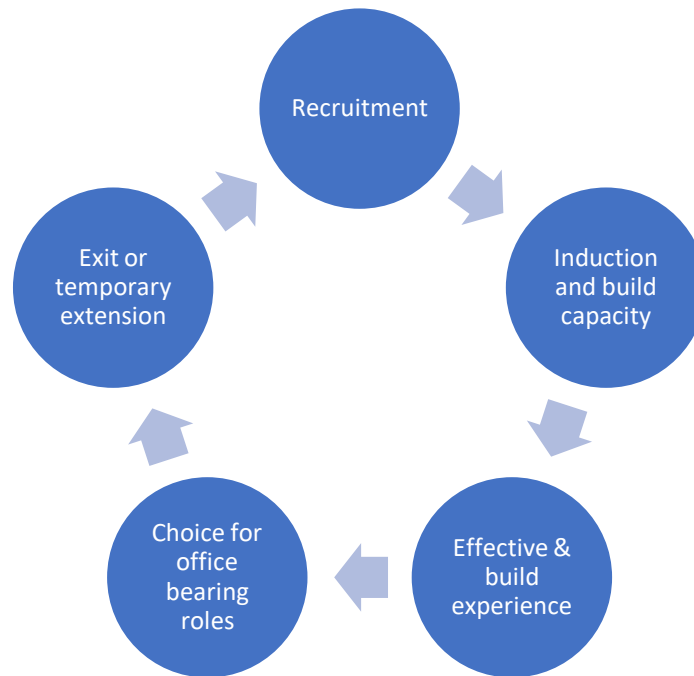 Recruitment
Induction
and build
capacity
Effective &
build
experience
Choice for
office
bearing
roles
Exit or
temporary
extension